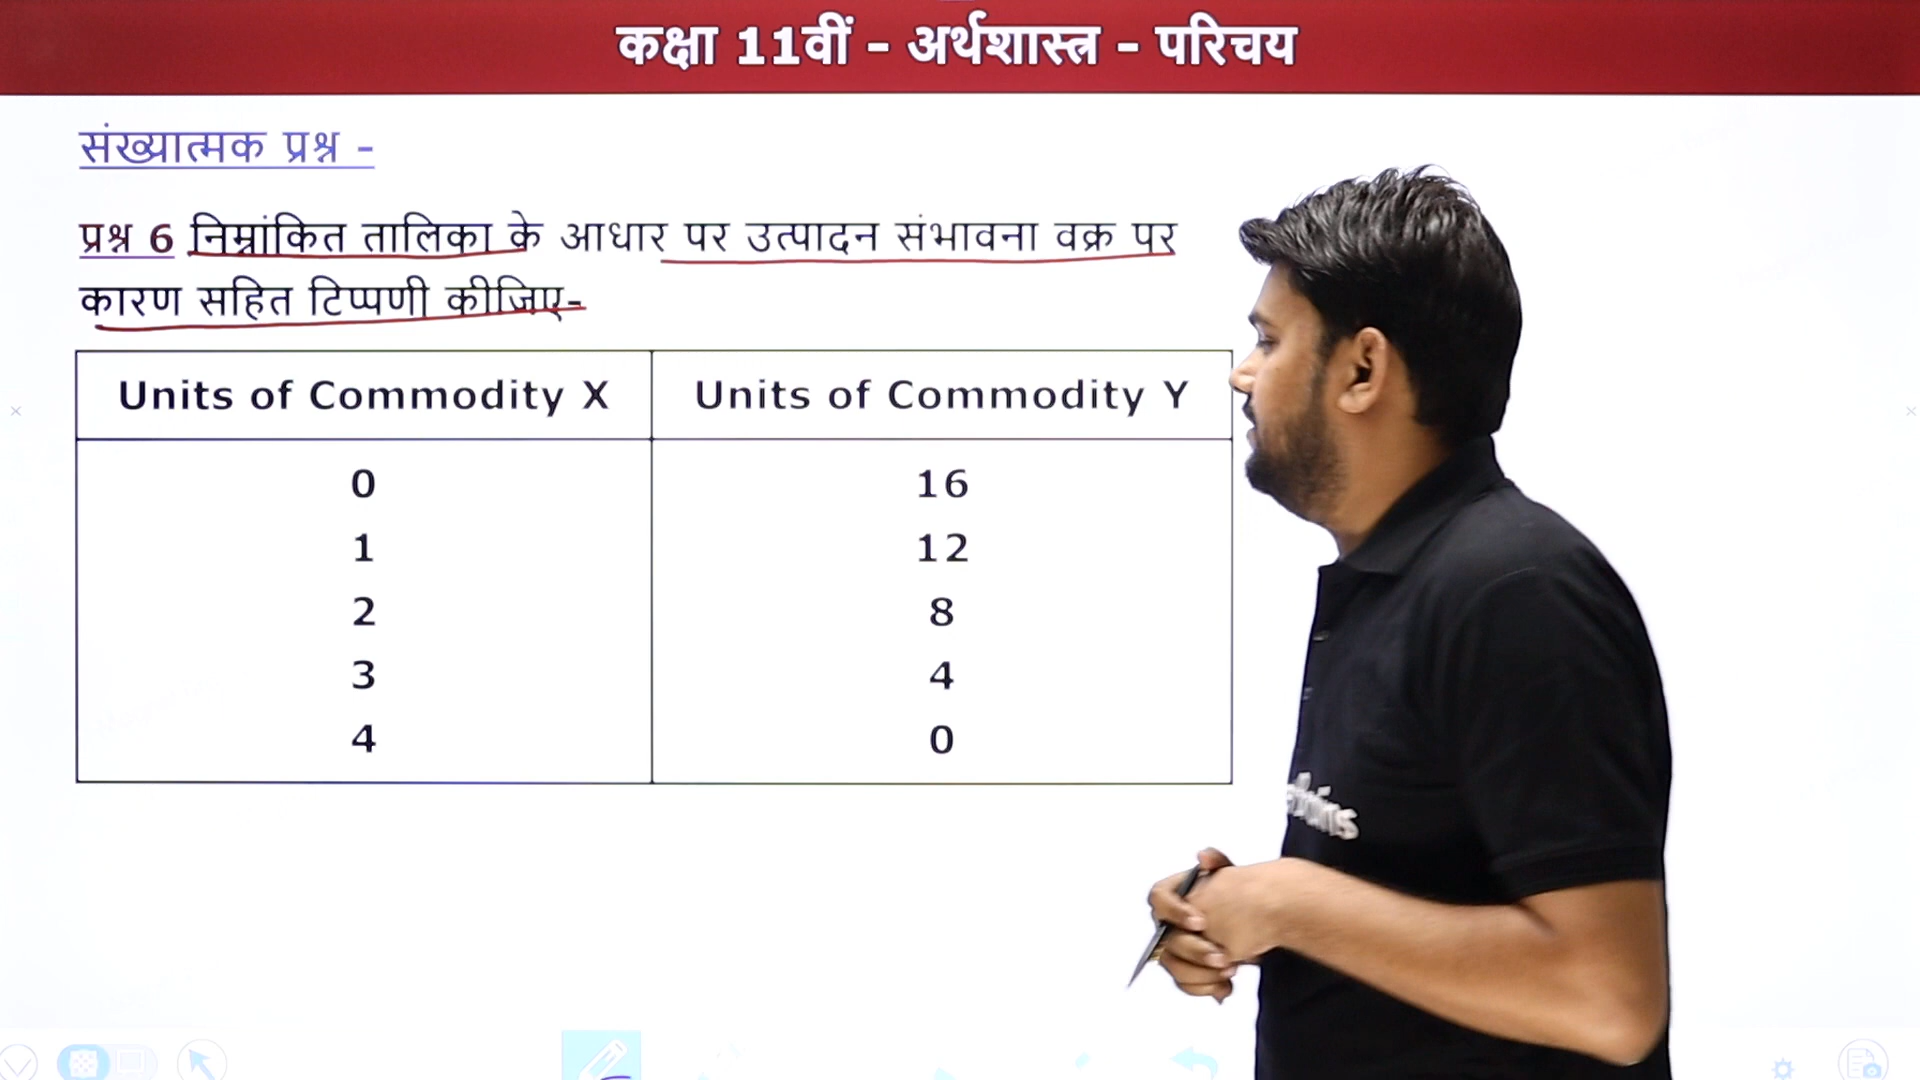 कक्षा 11वीं - अर्थशास्त्र - परिचय
संख्यात्मक प्रश्न -
प्रश्न 6 निम्नांकित तालिका के आधार पर उत्पादन संभावना वक्र पर
कारण सहित टिप्पणी कीजिए-
Units of Commodity X Units of Commodity Y
0 16
1 12
2 8
3 4
4 0